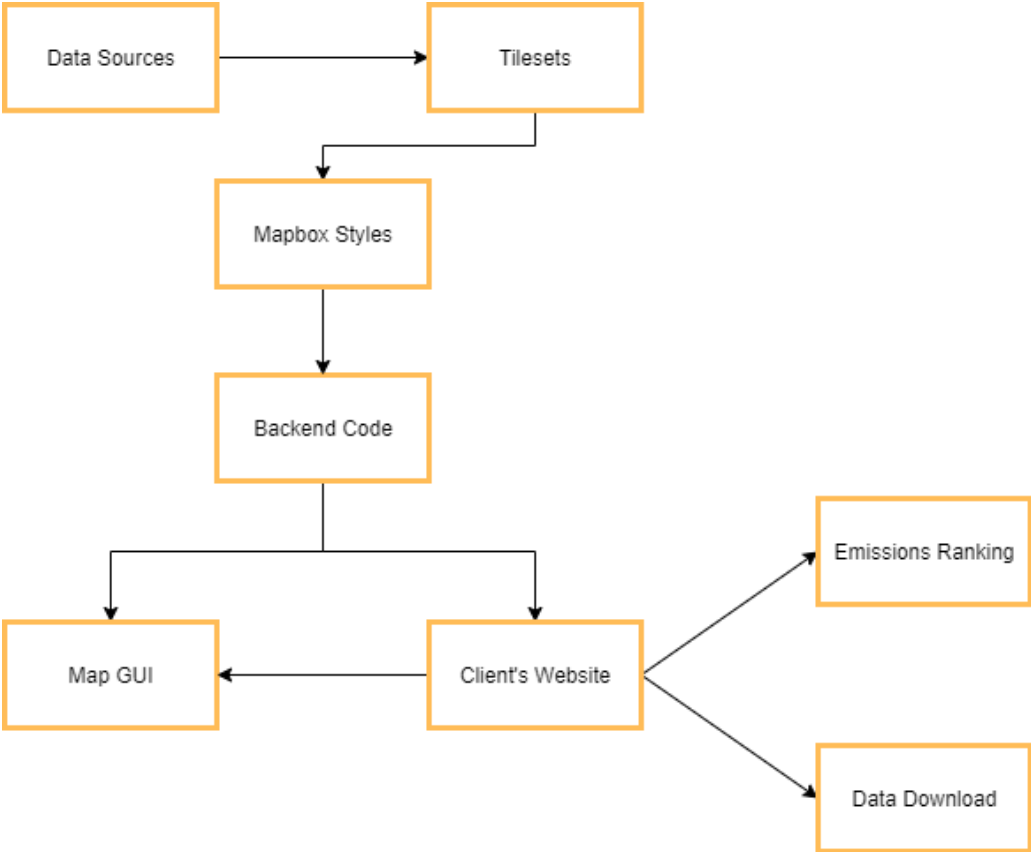 Data Sources
Tilesets
Mapbox Styles
Backend Code
Emissions Ranking
Map GUI
Client's Website
Data Download